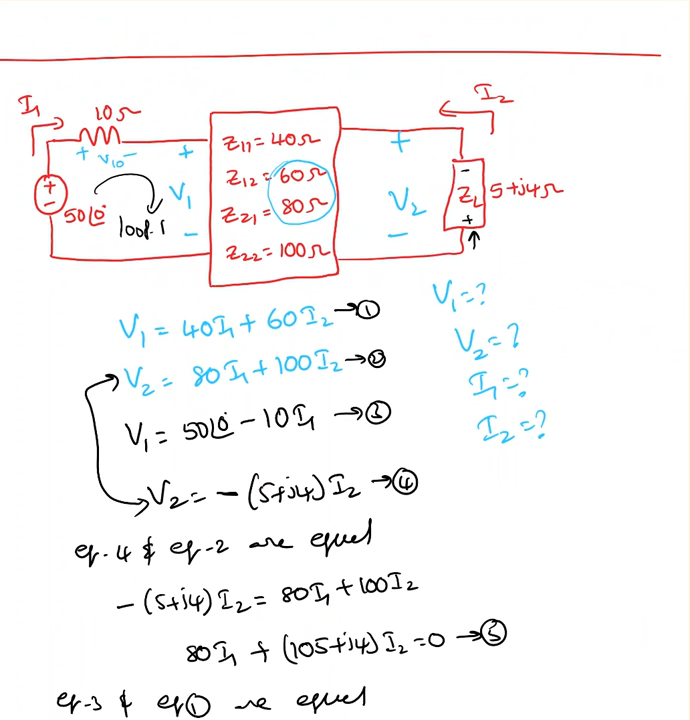 I₁ 10Ω I₂
+ V₁₀ - + Z₁₁ = 40Ω + -
+ - 50∠0° loop-1 V₁ Z₁₂ = 60Ω V₂ Z_L 5+j4Ω
Z₂₁ = 80Ω
- Z₂₂ = 100Ω - +
V₁ = 40I₁ + 60I₂ → ① V₁ = ?
V₂ = 80I₁ + 100I₂ → ② V₂ = ?
V₁ = 50∠0° - 10I₁ → ③ I₁ = ?
I₂ = ?
V₂ = - (5+j4) I₂ → ④
eq-4 & eq-2 are equal
- (5+j4) I₂ = 80I₁ + 100I₂
80I₁ + (105+j4) I₂ = 0 → ⑤
eq-3 & eq① are equal